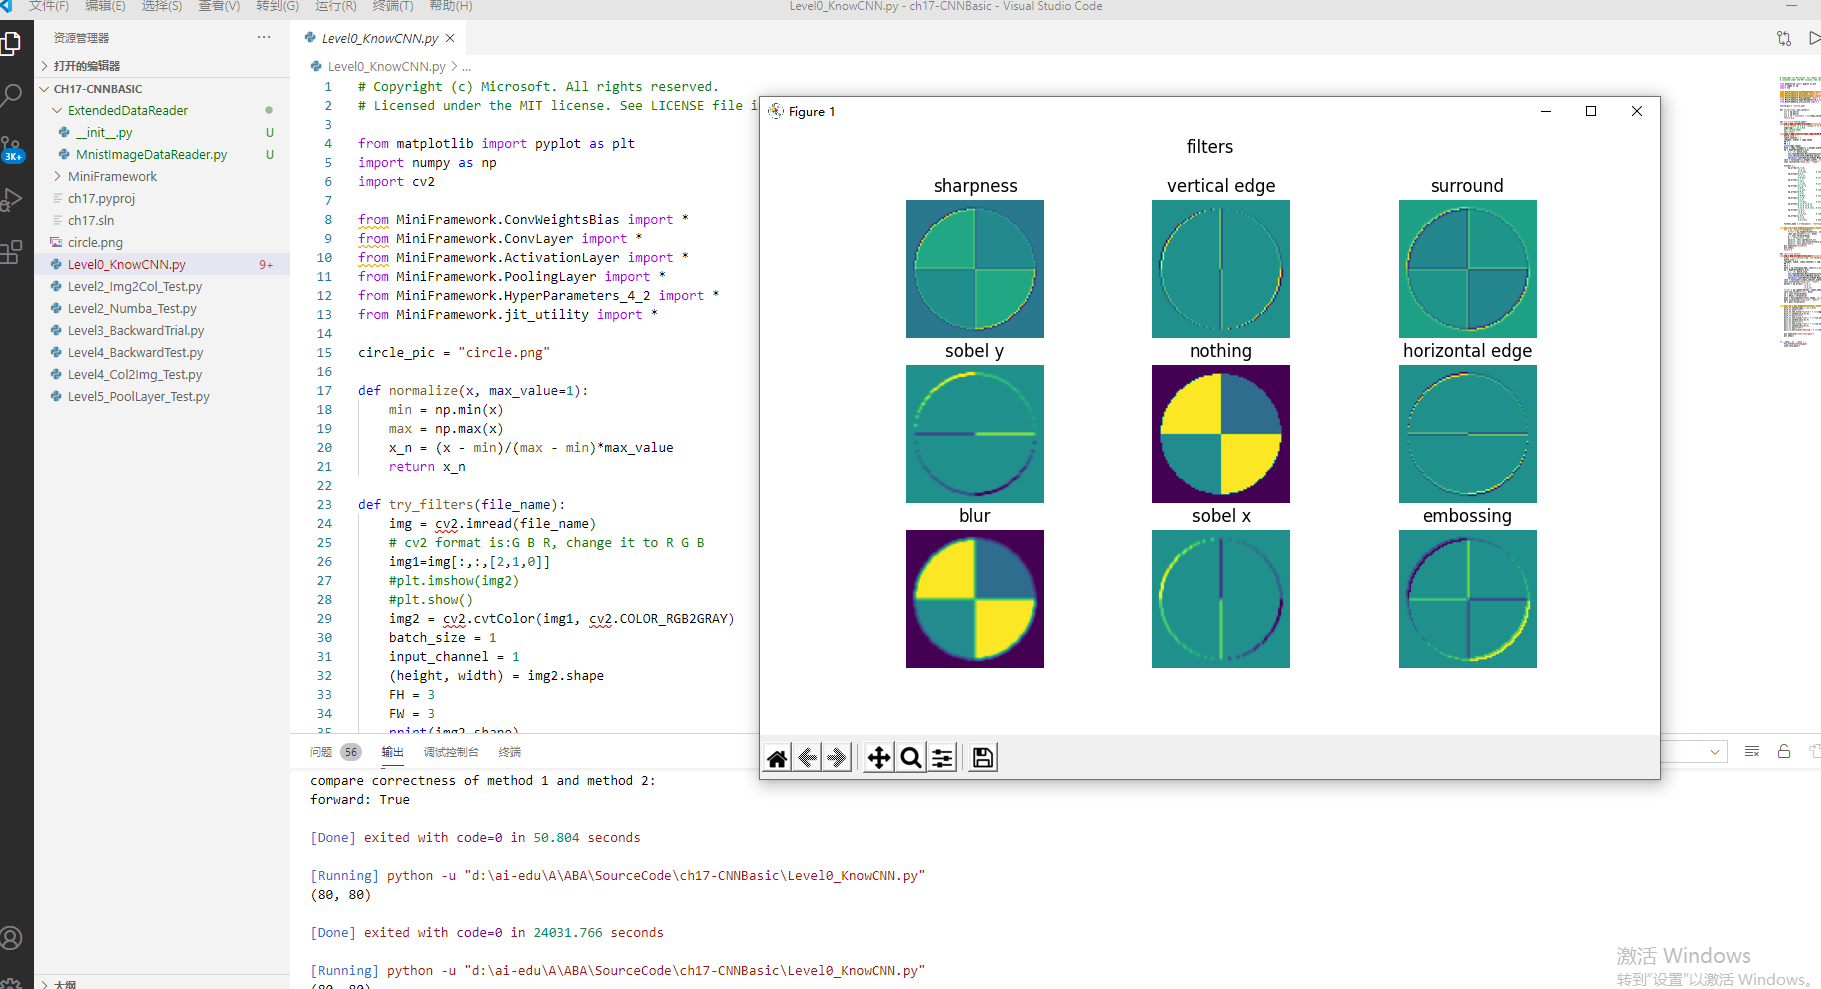 文件(F) 编辑(E) 选择(S) 查看(V) 转到(G) 运行(R) 终端(T) 帮助(H) Level0_KnowCNN.py - ch17-CNNBasic - Visual Studio Code
资源管理器 ···
打开的编辑器
CH17-CNNBASIC
ExtendedDataReader
__init__.py U
MnistImageDataReader.py U
MiniFramework
ch17.pyproj
ch17.sln
circle.png
Level0_KnowCNN.py 9+
Level2_Img2Col_Test.py
Level2_Numba_Test.py
Level3_BackwardTrial.py
Level4_BackwardTest.py
Level4_Col2Img_Test.py
Level5_PoolLayer_Test.py
大纲
3K+
Level0_KnowCNN.py
Level0_KnowCNN.py > ...
1 # Copyright (c) Microsoft. All rights reserved.
2 # Licensed under the MIT license. See LICENSE file i
3
4 from matplotlib import pyplot as plt
5 import numpy as np
6 import cv2
7
8 from MiniFramework.ConvWeightsBias import *
9 from MiniFramework.ConvLayer import *
10 from MiniFramework.ActivationLayer import *
11 from MiniFramework.PoolingLayer import *
12 from MiniFramework.HyperParameters_4_2 import *
13 from MiniFramework.jit_utility import *
14
15 circle_pic = "circle.png"
16
17 def normalize(x, max_value=1):
18 min = np.min(x)
19 max = np.max(x)
20 x_n = (x - min)/(max - min)*max_value
21 return x_n
22
23 def try_filters(file_name):
24 img = cv2.imread(file_name)
25 # cv2 format is:G B R, change it to R G B
26 img1=img[:,:,[2,1,0]]
27 #plt.imshow(img2)
28 #plt.show()
29 img2 = cv2.cvtColor(img1, cv2.COLOR_RGB2GRAY)
30 batch_size = 1
31 input_channel = 1
32 (height, width) = img2.shape
33 FH = 3
34 FW = 3
35 print(img2.shape)
Figure 1
filters
sharpness vertical edge surround
sobel y nothing horizontal edge
blur sobel x embossing
问题 56 输出 调试控制台 终端
compare correctness of method 1 and method 2:
forward: True
[Done] exited with code=0 in 50.804 seconds
[Running] python -u "d:\ai-edu\A\ABA\SourceCode\ch17-CNNBasic\Level0_KnowCNN.py"
(80, 80)
[Done] exited with code=0 in 24031.766 seconds
[Running] python -u "d:\ai-edu\A\ABA\SourceCode\ch17-CNNBasic\Level0_KnowCNN.py"
(80, 80)
激活 Windows
转到"设置"以激活 Windows。